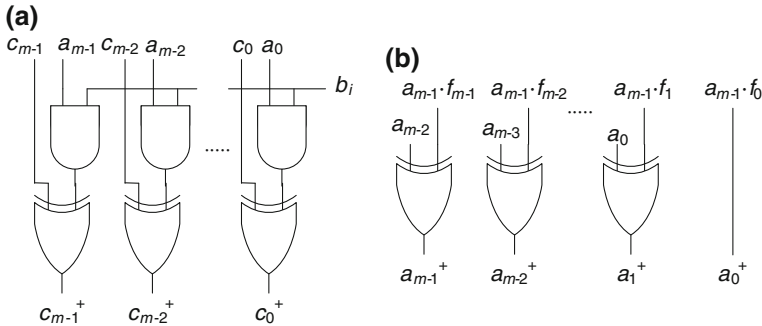 (a)
c_{m-1} a_{m-1} c_{m-2} a_{m-2} c_0 a_0
b_i
.....
c_{m-1}^+ c_{m-2}^+ c_0^+
(b)
a_{m-1}·f_{m-1} a_{m-1}·f_{m-2} ..... a_{m-1}·f_1 a_{m-1}·f_0
a_{m-2} a_{m-3} a_0
a_{m-1}^+ a_{m-2}^+ a_1^+ a_0^+